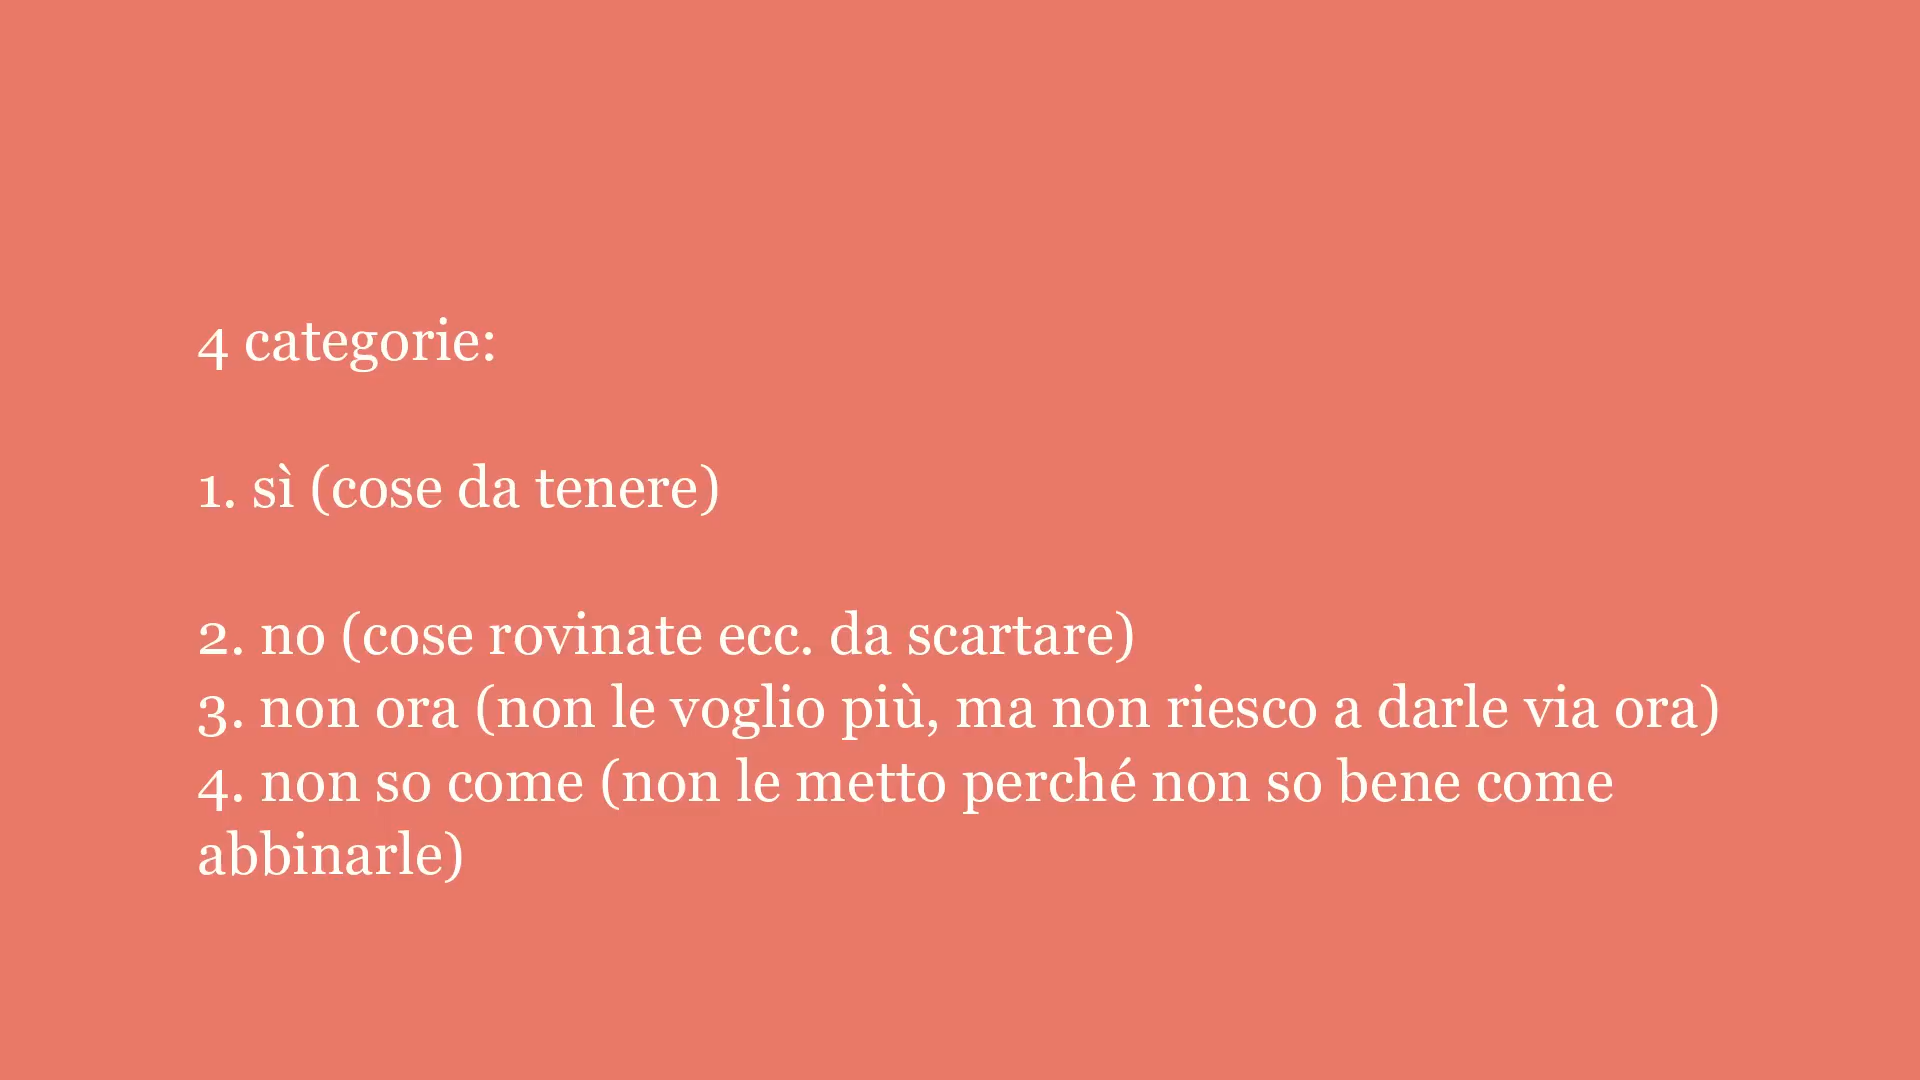 4 categorie:
1. sì (cose da tenere)
2. no (cose rovinate ecc. da scartare)
3. non ora (non le voglio più, ma non riesco a darle via ora)
4. non so come (non le metto perché non so bene come
abbinarle)